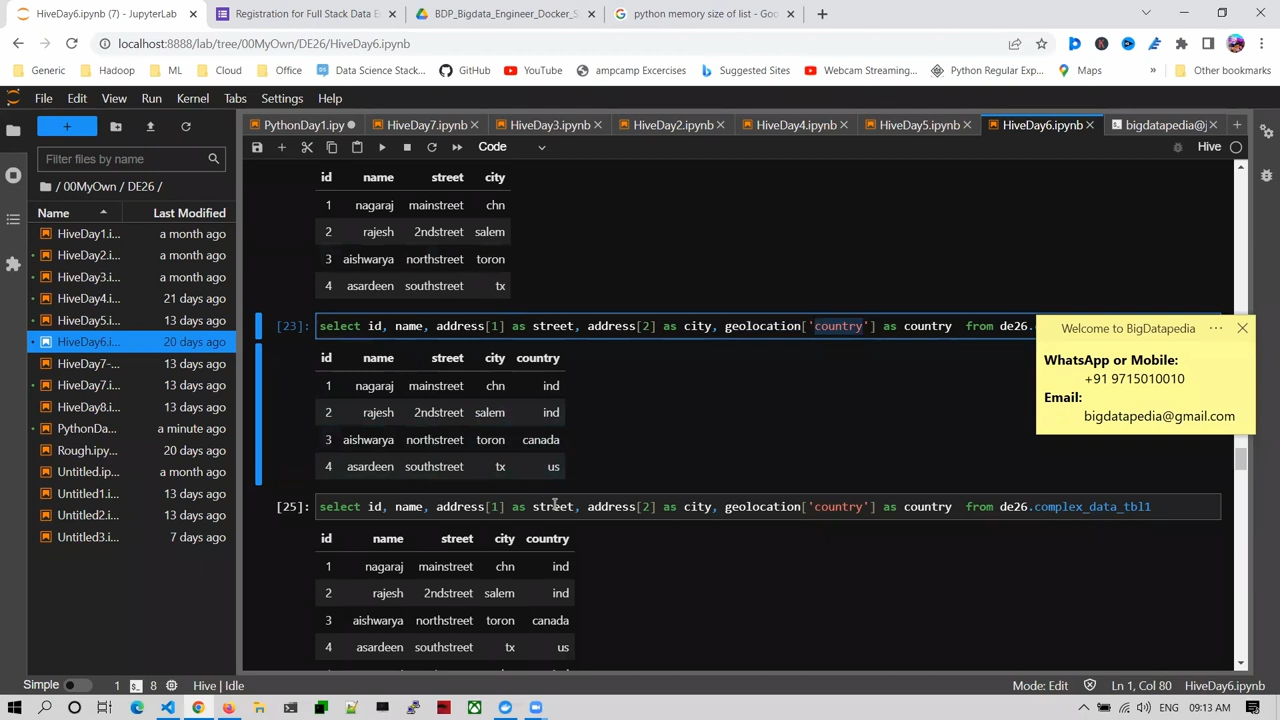 HiveDay6.ipynb (7) - JupyterLab
Registration for Full Stack Data E
BDP_Bigdata_Engineer_Docker_S
python memory size of list - Goo
localhost:8888/lab/tree/00MyOwn/DE26/HiveDay6.ipynb
Generic Hadoop ML Cloud Office Data Science Stack... GitHub YouTube ampcamp Excercises Suggested Sites Webcam Streaming... Python Regular Exp... Maps » Other bookmarks
File Edit View Run Kernel Tabs Settings Help
PythonDay1.ipy HiveDay7.ipynb HiveDay3.ipynb HiveDay2.ipynb HiveDay4.ipynb HiveDay5.ipynb HiveDay6.ipynb bigdatapedia@j
Code Hive
Filter files by name
/ 00MyOwn / DE26 /
Name Last Modified
HiveDay1.i... a month ago
HiveDay2.i... a month ago
HiveDay3.i... a month ago
HiveDay4.i... 21 days ago
HiveDay5.i... 13 days ago
HiveDay6.i... 20 days ago
HiveDay7-... 13 days ago
HiveDay7.i... 13 days ago
HiveDay8.i... 13 days ago
PythonDa... a minute ago
Rough.ipy... 20 days ago
Untitled.ip... a month ago
Untitled1.i... 13 days ago
Untitled2.i... 13 days ago
Untitled3.i... 7 days ago
id name street city
1 nagaraj mainstreet chn
2 rajesh 2ndstreet salem
3 aishwarya northstreet toron
4 asardeen southstreet tx
[23]: select id, name, address[1] as street, address[2] as city, geolocation['country'] as country from de26.
id name street city country
1 nagaraj mainstreet chn ind
2 rajesh 2ndstreet salem ind
3 aishwarya northstreet toron canada
4 asardeen southstreet tx us
[25]: select id, name, address[1] as street, address[2] as city, geolocation['country'] as country from de26.complex_data_tbl1
id name street city country
1 nagaraj mainstreet chn ind
2 rajesh 2ndstreet salem ind
3 aishwarya northstreet toron canada
4 asardeen southstreet tx us
Welcome to BigDatapedia
WhatsApp or Mobile:
+91 9715010010
Email:
bigdatapedia@gmail.com
Simple 1 8 Hive | Idle Mode: Edit Ln 1, Col 80 HiveDay6.ipynb
ENG 09:13 AM